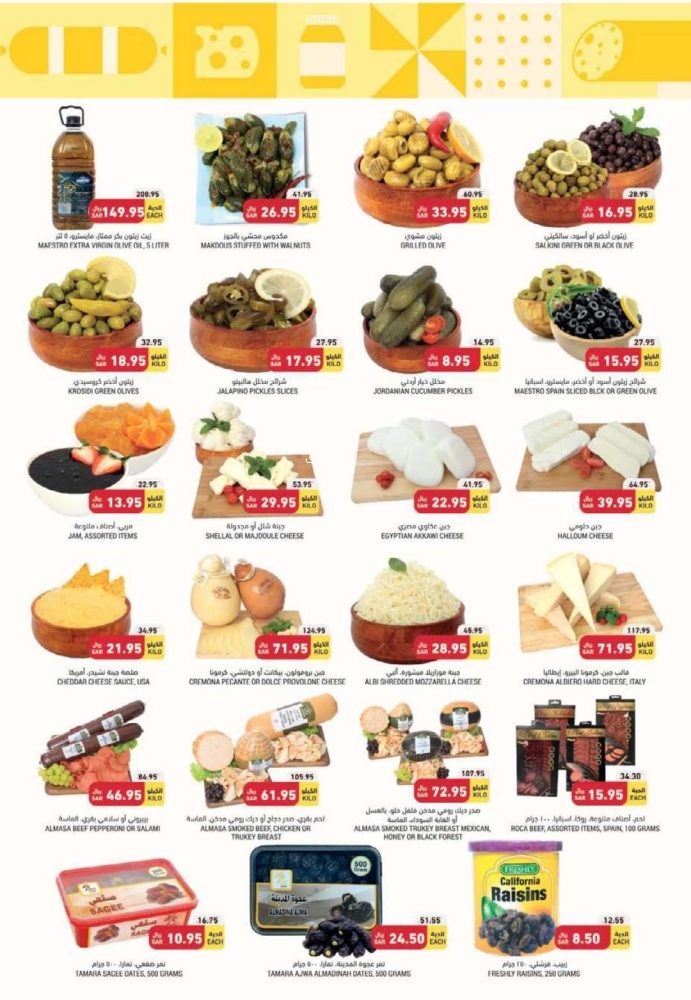 208.95
SAR ريال 149.95 الحبة EACH
زيت زيتون بكر ممتاز، مايسترو، ٥ لتر
MAESTRO EXTRA VIRGIN OLIVE OIL, 5 LITER
41.95
SAR ريال 26.95 الكيلو KILO
مكدوس محشي بالجوز
MAKDOUS STUFFED WITH WALNUTS
60.95
SAR ريال 33.95 الكيلو KILO
زيتون مشوي
GRILLED OLIVE
28.95
SAR ريال 16.95 الكيلو KILO
زيتون أخضر او أسود، سالكيني
SALKINI GREEN OR BLACK OLIVE
32.95
SAR ريال 18.95 الكيلو KILO
زيتون أخضر كروسيدي
KROSIDI GREEN OLIVES
27.95
SAR ريال 17.95 الكيلو KILO
شرائح مخلل هالبينو
JALAPINO PICKLES SLICES
14.95
SAR ريال 8.95 الكيلو KILO
مخلل خيار أردني
JORDANIAN CUCUMBER PICKLES
27.95
SAR ريال 15.95 الكيلو KILO
شرائح زيتون أسود أو أخضر، مايسترو، اسبانيا
MAESTRO SPAIN SLICED BLCK OR GREEN OLIVE
22.95
SAR ريال 13.95 الكيلو KILO
مربى، أصناف متنوعة
JAM, ASSORTED ITEMS
53.95
SAR ريال 29.95 الكيلو KILO
جبنة شلل أو مجدولة
SHELLAL OR MAJDOULE CHEESE
41.95
SAR ريال 22.95 الكيلو KILO
جبن عكاوي مصري
EGYPTIAN AKKAWI CHEESE
64.95
SAR ريال 39.95 الكيلو KILO
جبن حلومي
HALLOUM CHEESE
34.95
SAR ريال 21.95 الكيلو KILO
صلصة جبنة تشيدر، أمريكا
CHEDDAR CHEESE SAUCE, USA
124.95
SAR ريال 71.95 الكيلو KILO
جبن بروفولون، بيكانت أو دولتشي، كرمونا
CREMONA PECANTE OR DOLCE PROVOLONE CHEESE
45.95
SAR ريال 28.95 الكيلو KILO
جبنة موزاريلا مبشورة، ألبي
ALBI SHREDDED MOZZARELLA CHEESE
117.95
SAR ريال 71.95 الكيلو KILO
قالب جبن، كرمونا البيرو، إيطاليا
CREMONA ALBIERO HARD CHEESE, ITALY
84.95
SAR ريال 46.95 الكيلو KILO
بيبروني أو سلامي بقري، الماسة
ALMASA BEEF PEPPERONI OR SALAMI
105.95
SAR ريال 61.95 الكيلو KILO
لحم بقري، صدر دجاج أو ديك رومي مدخن، الماسة
ALMASA SMOKED BEEF, CHICKEN OR
TRUKEY BREAST
107.95
SAR ريال 72.95 الكيلو KILO
صدر ديك رومي مدخن فلفل حلو، بالعسل
أو الغابة السوداء، الماسة
ALMASA SMOKED TRUKEY BREAST MEXICAN,
HONEY OR BLACK FOREST
34.30
SAR ريال 15.95 الحبة EACH
لحم، أصناف متنوعة، روكا، اسبانيا، ١٠٠ جرام
ROCA BEEF, ASSORTED ITEMS, SPAIN, 100 GRAMS
صقعي
SAGEE
16.75
SAR ريال 10.95 العلبة EACH
تمر صقعي، تمارا، ٥٠٠ جرام
TAMARA SAGEE DATES, 500 GRAMS
500 Gram
عجوة المدينة
ALMADINA AJWA
51.55
SAR ريال 24.50 العلبة EACH
تمر عجوة المدينة، تمارا، ٥٠٠ جرام
TAMARA AJWA ALMADINAH DATES, 500 GRAMS
FRESHLY
California
Raisins
12.55
SAR ريال 8.50 العلبة EACH
زبيب، فرشلي، ٢٥٠ جرام
FRESHLY RAISINS, 250 GRAMS